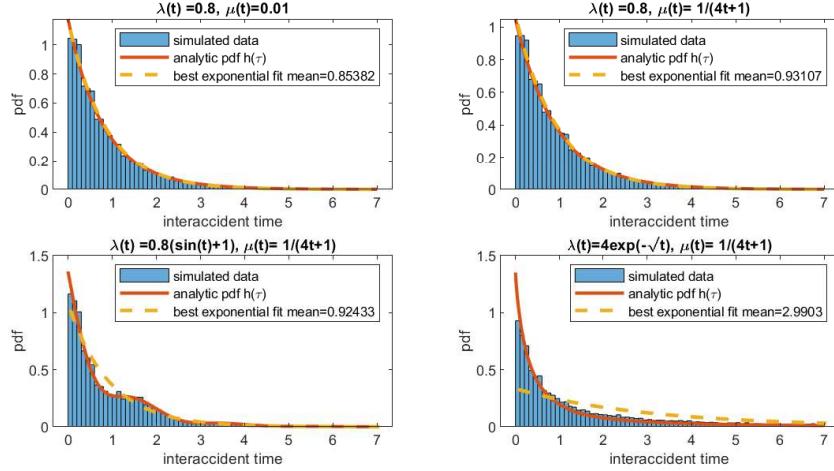 λ(t) =0.8, μ(t)=0.01
simulated data
analytic pdf h(τ)
best exponential fit mean=0.85382
pdf
1
0.8
0.6
0.4
0.2
0
0 1 2 3 4 5 6 7
interaccident time
λ(t) =0.8, μ(t)= 1/(4t+1)
simulated data
analytic pdf h(τ)
best exponential fit mean=0.93107
pdf
1
0.8
0.6
0.4
0.2
0
0 1 2 3 4 5 6 7
interaccident time
λ(t) =0.8(sin(t)+1), μ(t)= 1/(4t+1)
simulated data
analytic pdf h(τ)
best exponential fit mean=0.92433
pdf
1.5
1
0.5
0
0 1 2 3 4 5 6 7
interaccident time
λ(t)=4exp(-√t), μ(t)= 1/(4t+1)
simulated data
analytic pdf h(τ)
best exponential fit mean=2.9903
pdf
1.5
1
0.5
0
0 1 2 3 4 5 6 7
interaccident time